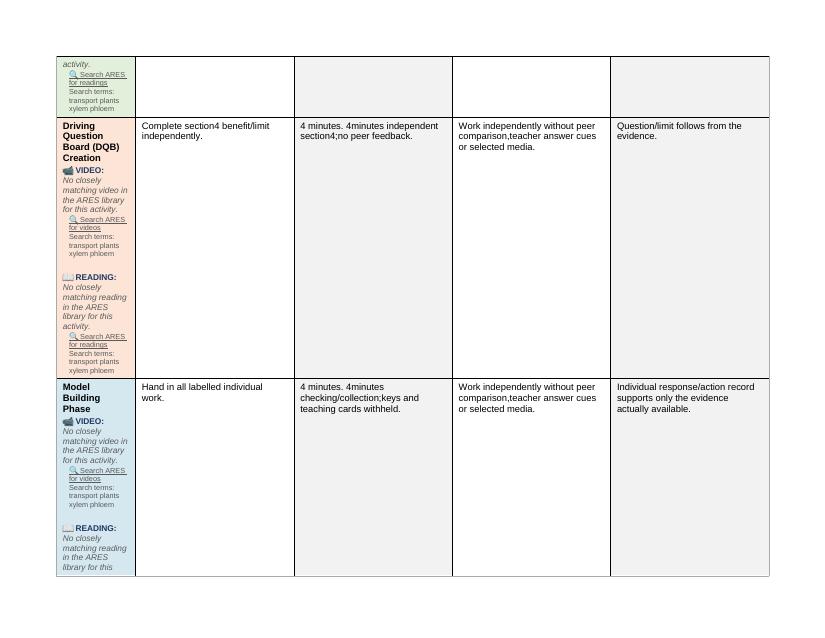 activity.
🔍 Search ARES
for readings
Search terms:
transport plants
xylem phloem
Driving
Question
Board (DQB)
Creation
📹 VIDEO:
No closely
matching video in
the ARES library
for this activity.
🔍 Search ARES
for videos
Search terms:
transport plants
xylem phloem
📖 READING:
No closely
matching reading
in the ARES
library for this
activity.
🔍 Search ARES
for readings
Search terms:
transport plants
xylem phloem
Complete section4 benefit/limit
independently.
4 minutes. 4minutes independent
section4;no peer feedback.
Work independently without peer
comparison,teacher answer cues
or selected media.
Question/limit follows from the
evidence.
Model
Building
Phase
📹 VIDEO:
No closely
matching video in
the ARES library
for this activity.
🔍 Search ARES
for videos
Search terms:
transport plants
xylem phloem
📖 READING:
No closely
matching reading
in the ARES
library for this
Hand in all labelled individual
work.
4 minutes. 4minutes
checking/collection;keys and
teaching cards withheld.
Work independently without peer
comparison,teacher answer cues
or selected media.
Individual response/action record
supports only the evidence
actually available.